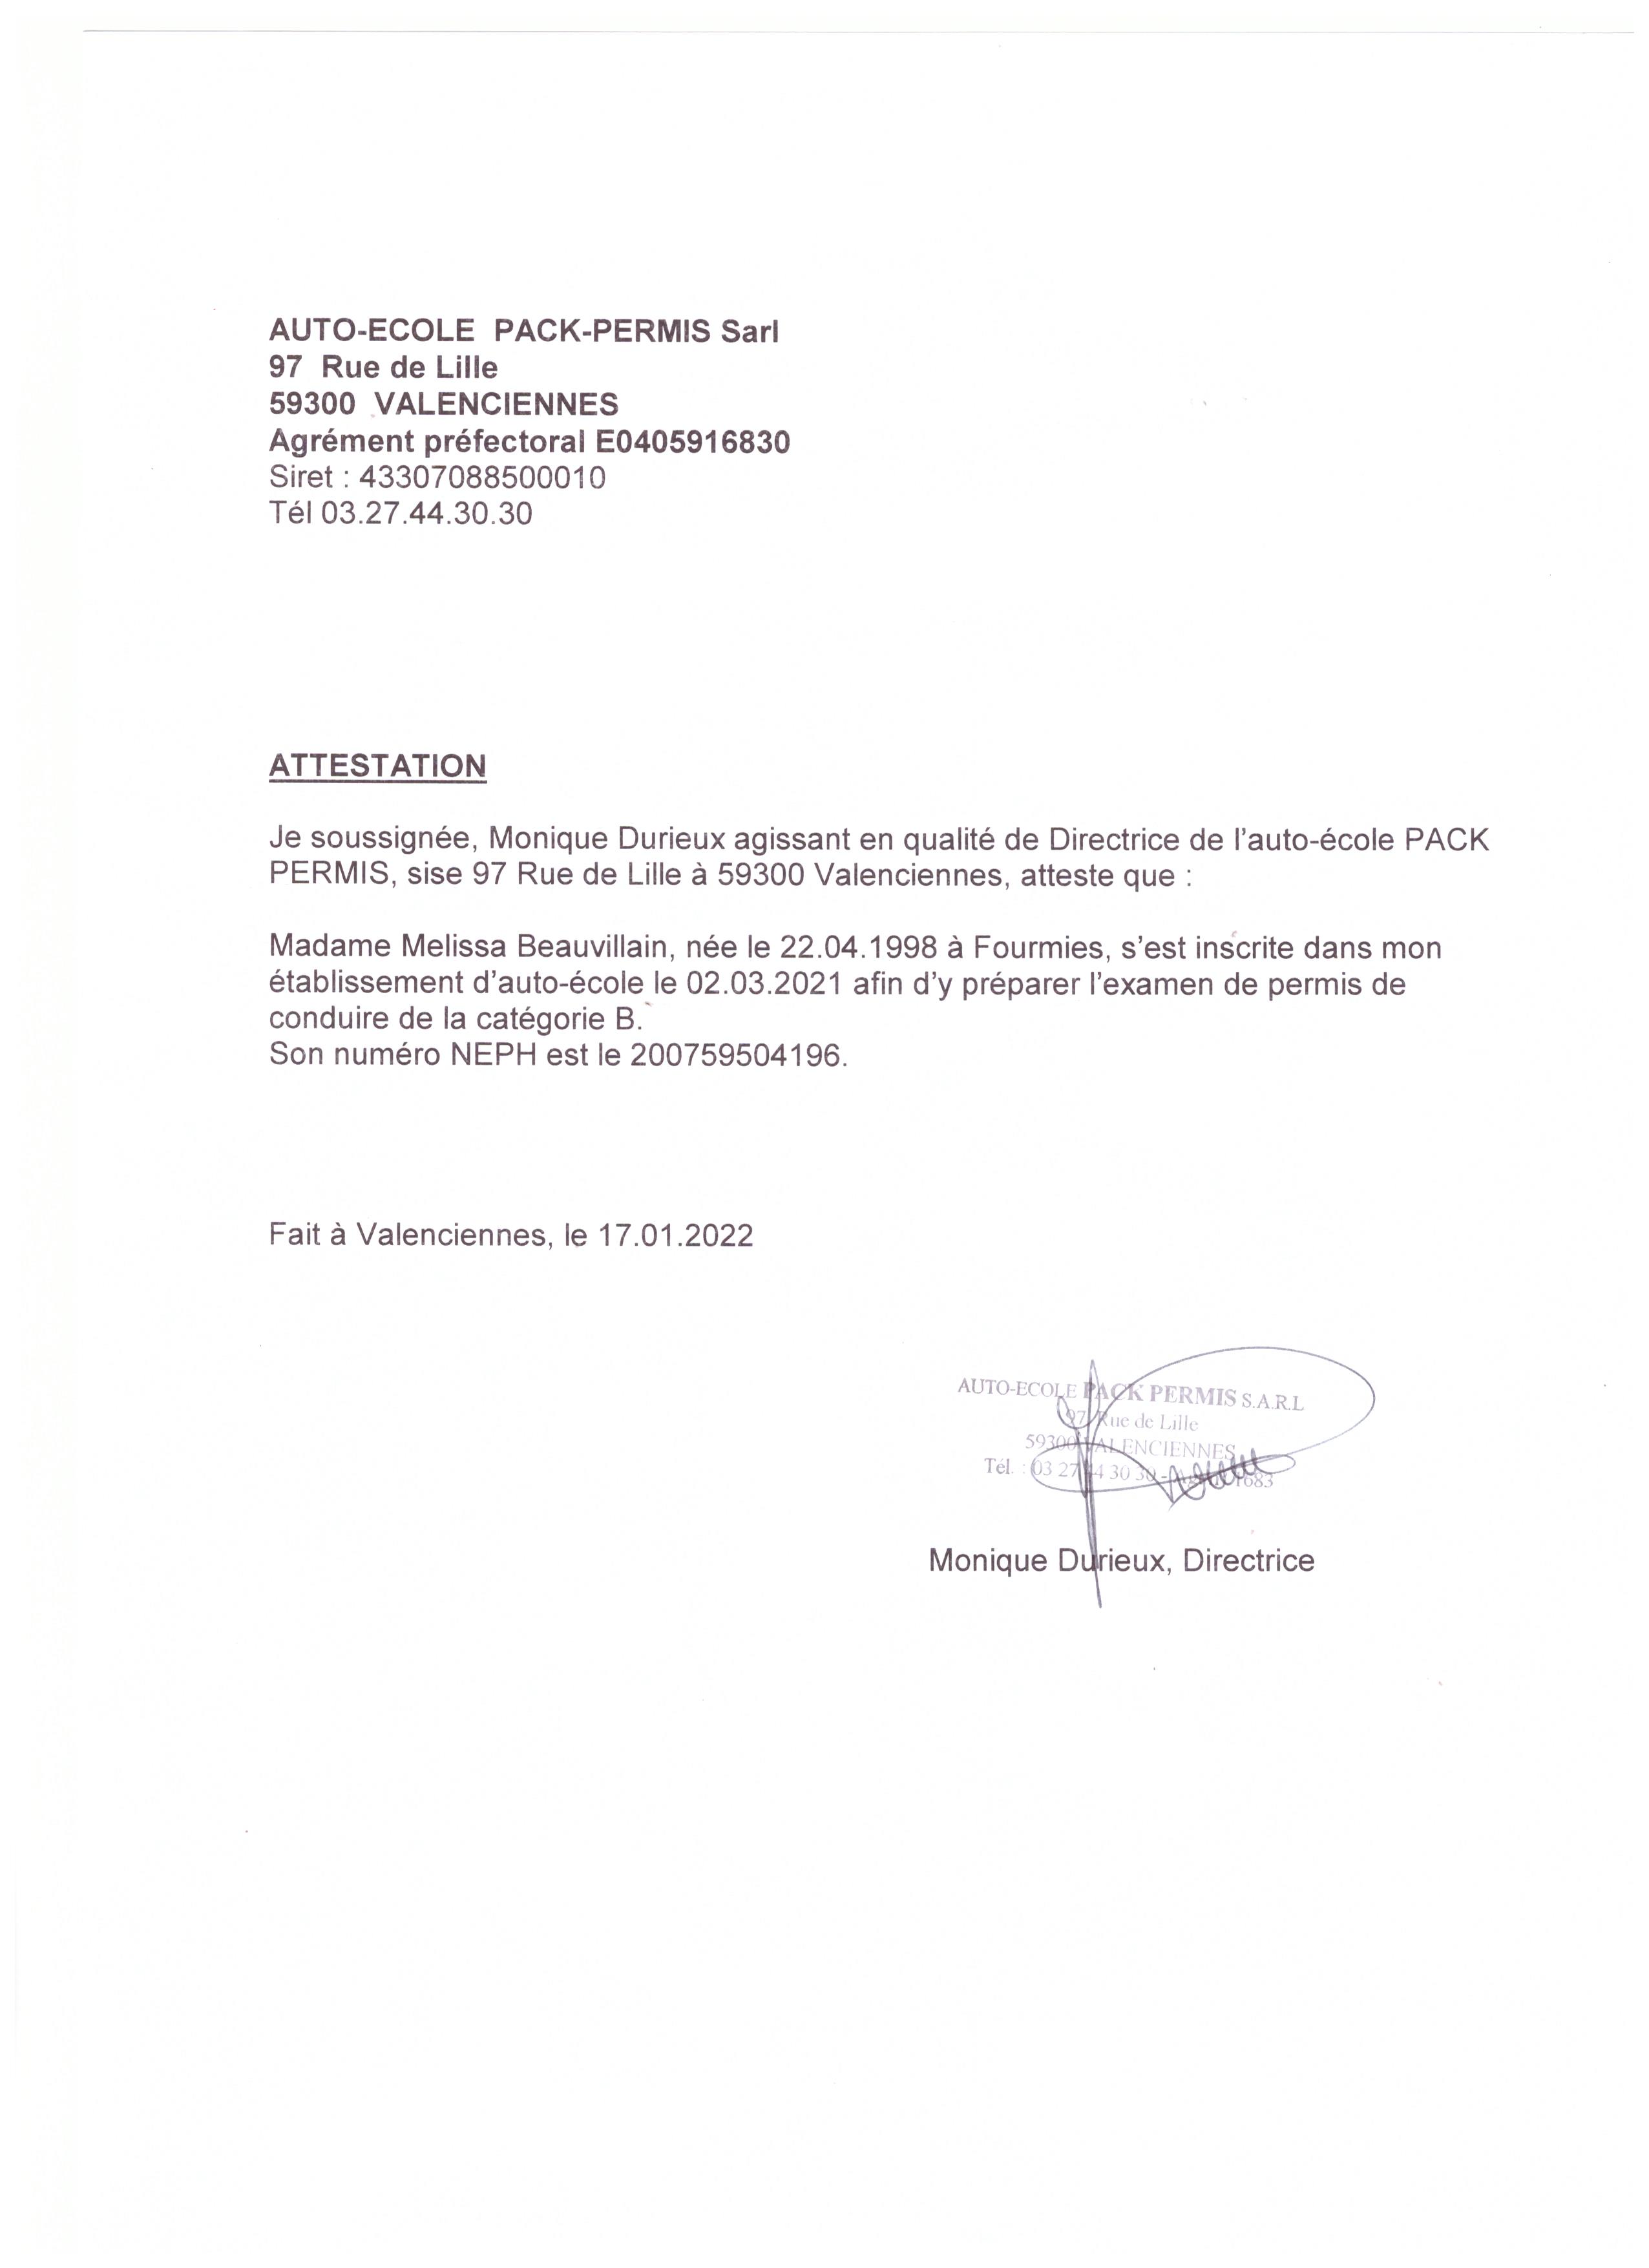 AUTO-ECOLE PACK-PERMIS Sarl
97 Rue de Lille
59300 VALENCIENNES
Agrément préfectoral E0405916830
Siret : 43307088500010
Tél 03.27.44.30.30
ATTESTATION
Je soussignée, Monique Durieux agissant en qualité de Directrice de l'auto-école PACK
PERMIS, sise 97 Rue de Lille à 59300 Valenciennes, atteste que :
Madame Melissa Beauvillain, née le 22.04.1998 à Fourmies, s'est inscrite dans mon
établissement d'auto-école le 02.03.2021 afin d'y préparer l'examen de permis de
conduire de la catégorie B.
Son numéro NEPH est le 200759504196.
Fait à Valenciennes, le 17.01.2022
AUTO-ECOLE PACK PERMIS S.A.R.L
97 Rue de Lille
59300 VALENCIENNES
Tél. : 03 27 44 30 30 -
Monique Durieux, Directrice